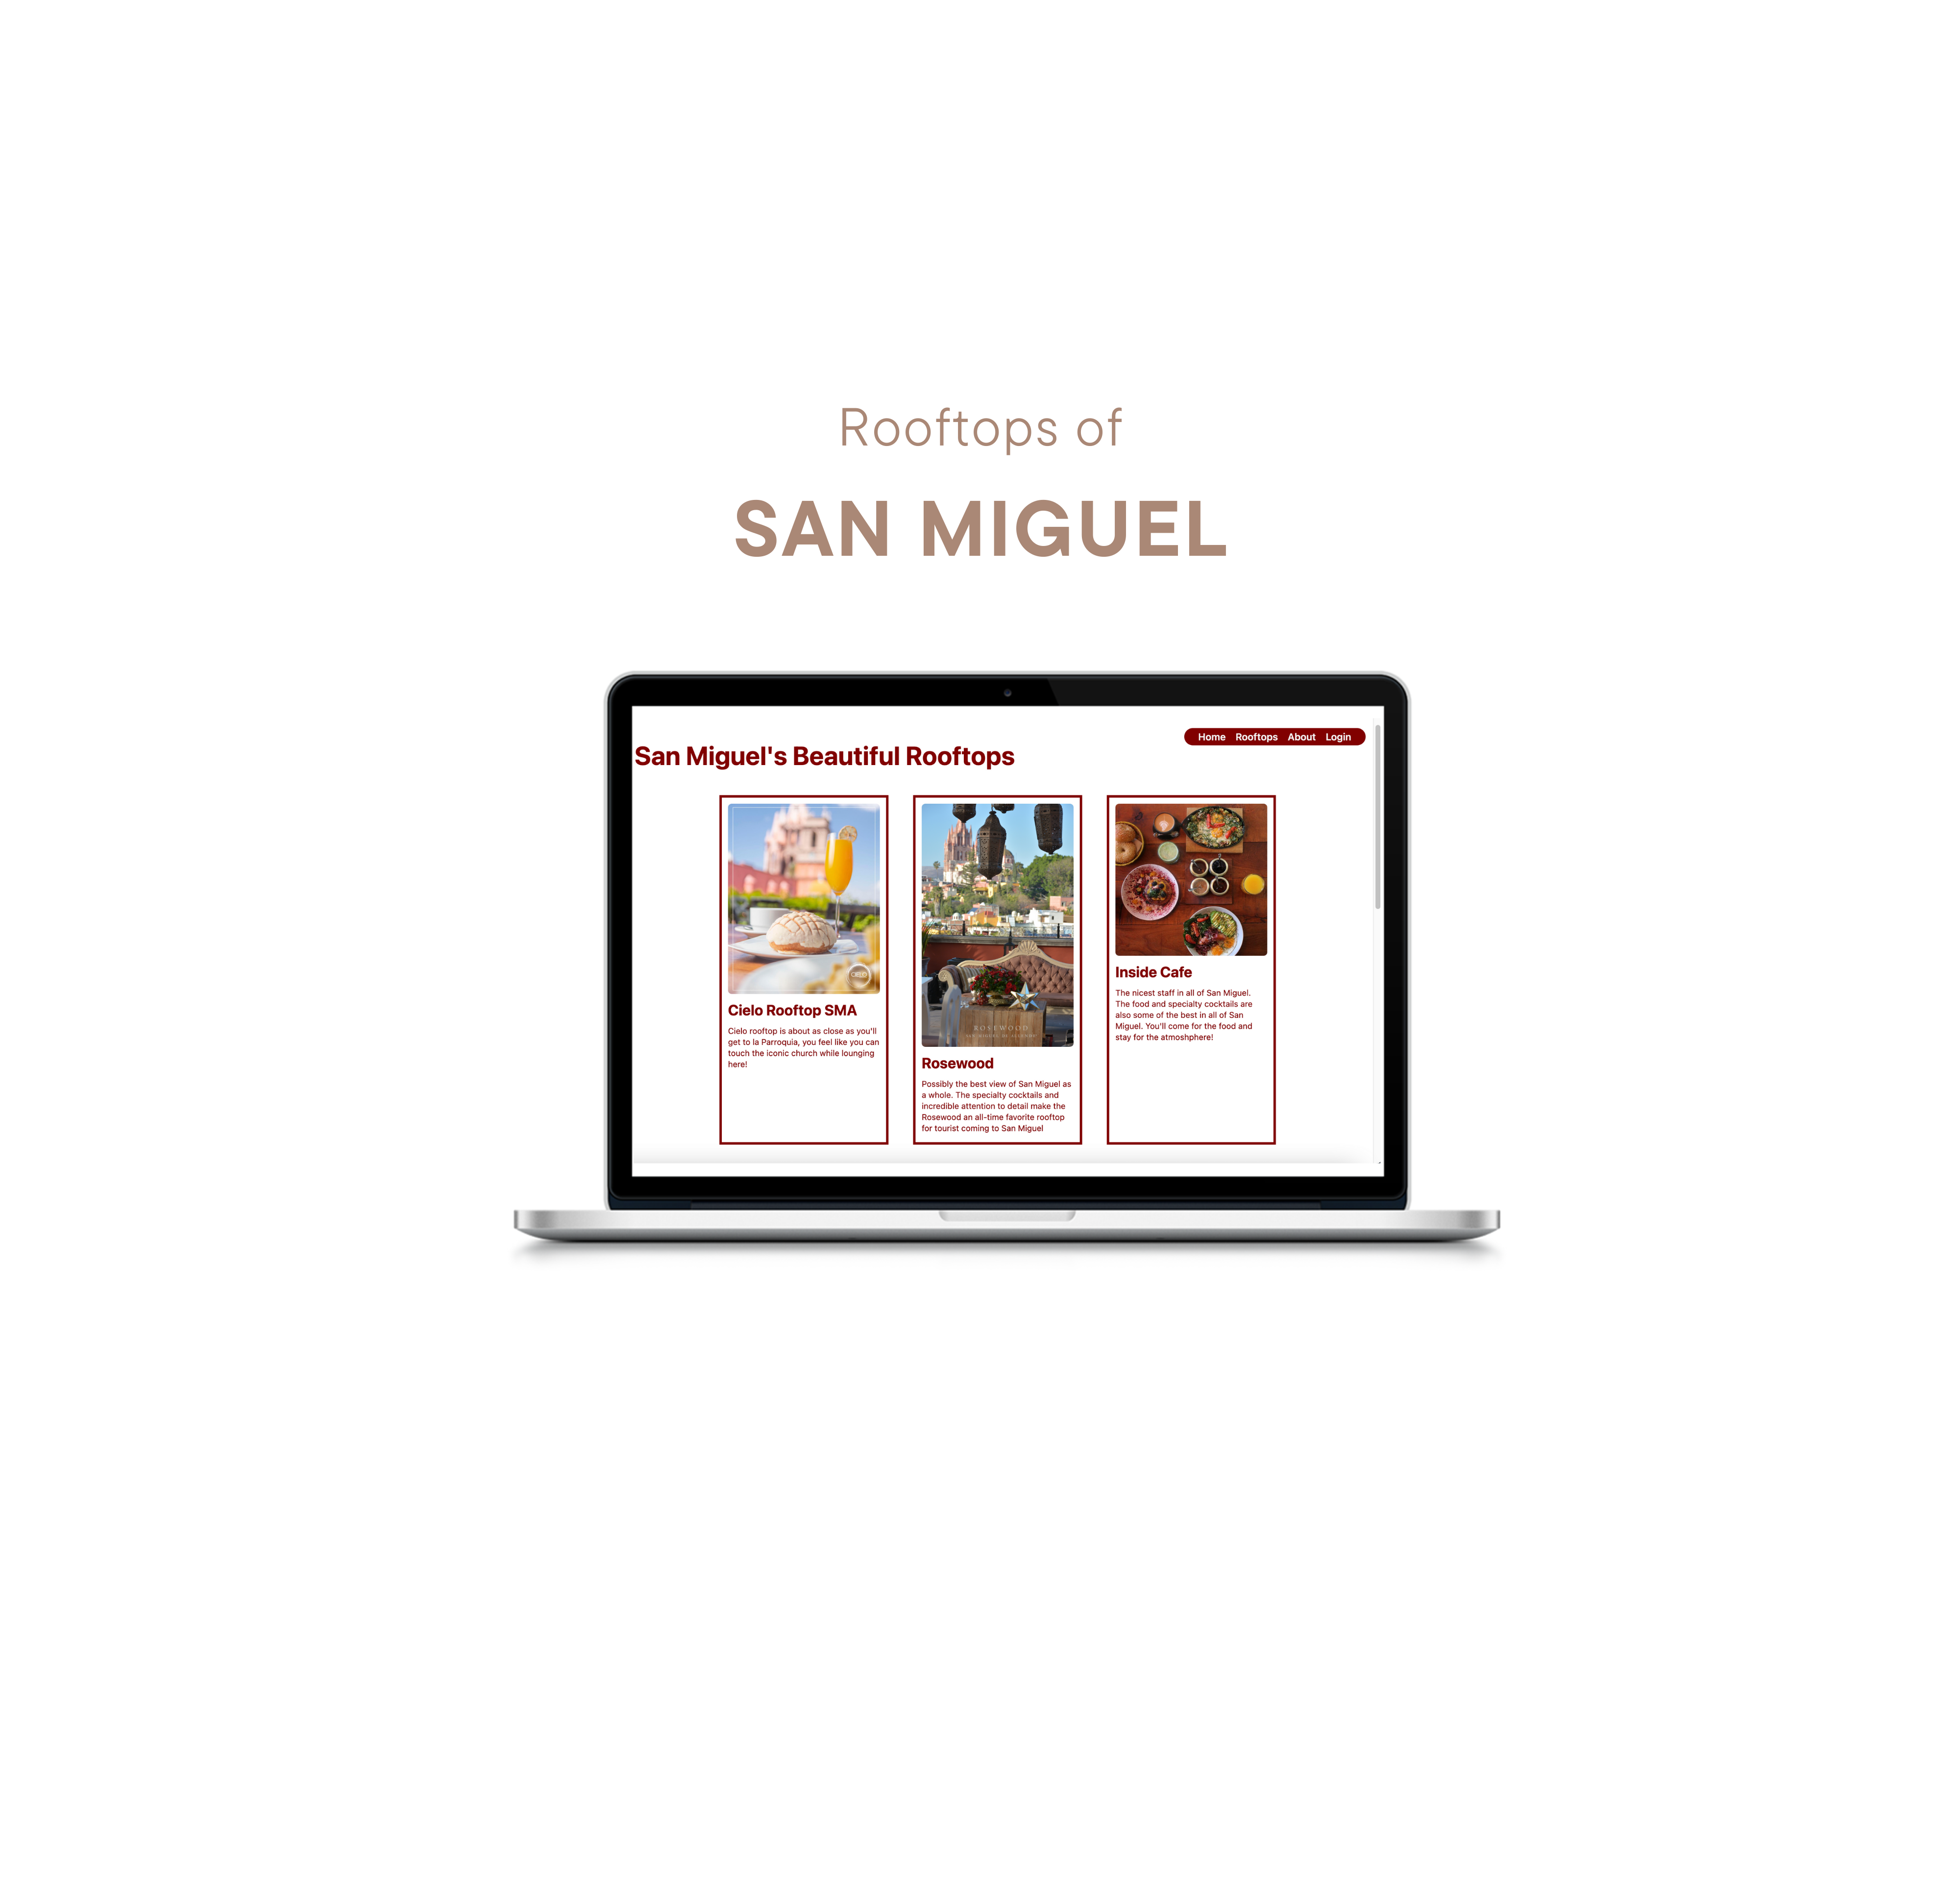 Rooftops of
SAN MIGUEL
Home Rooftops About Login
San Miguel's Beautiful Rooftops
Cielo Rooftop SMA
Cielo rooftop is about as close as you'll
get to la Parroquia, you feel like you can
touch the iconic church while lounging
here!
ROSEWOOD
Rosewood
Possibly the best view of San Miguel as
a whole. The specialty cocktails and
incredible attention to detail make the
Rosewood an all-time favorite rooftop
for tourist coming to San Miguel
Inside Cafe
The nicest staff in all of San Miguel.
The food and specialty cocktails are
also some of the best in all of San
Miguel. You'll come for the food and
stay for the atmoshphere!